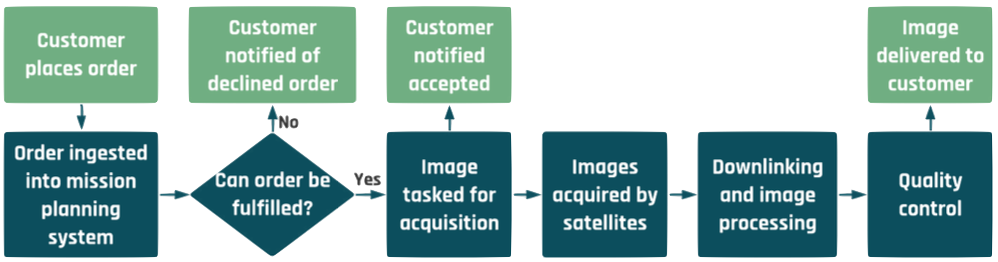 Customer
places order
Customer
notified of
declined order
Customer
notified
accepted
Image
delivered to
customer
No
Order ingested
into mission
planning
system
Can order be
fulfilled?
Yes
Image
tasked for
acquisition
Images
acquired by
satellites
Downlinking
and image
processing
Quality
control